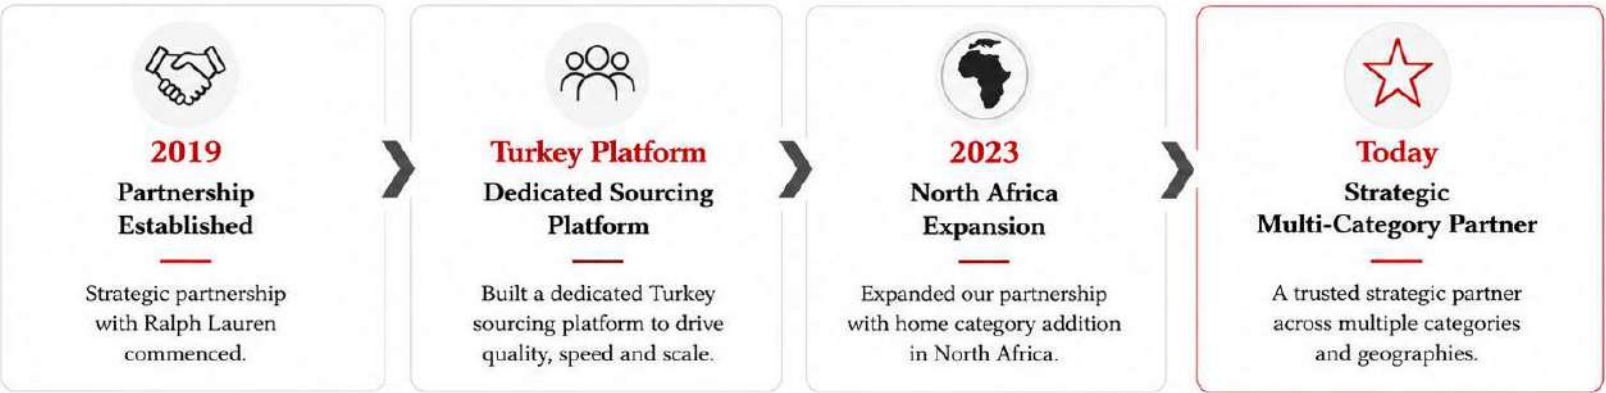 2019
Partnership
Established
Strategic partnership
with Ralph Lauren
commenced.
Turkey Platform
Dedicated Sourcing
Platform
Built a dedicated Turkey
sourcing platform to drive
quality, speed and scale.
2023
North Africa
Expansion
Expanded our partnership
with home category addition
in North Africa.
Today
Strategic
Multi-Category Partner
A trusted strategic partner
across multiple categories
and geographies.